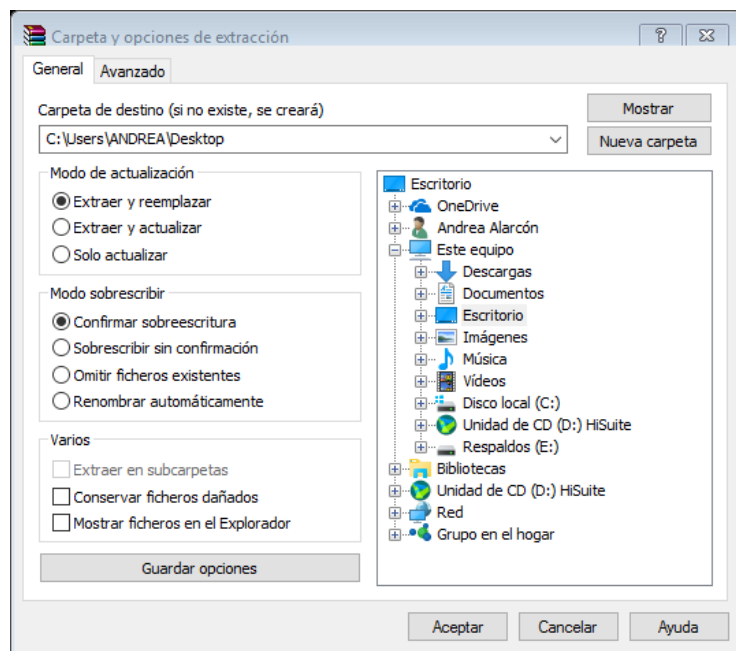 Carpeta y opciones de extracción
General Avanzado
Carpeta de destino (si no existe, se creará)
Mostrar
C:\Users\ANDREA\Desktop
Nueva carpeta
Modo de actualización
Extraer y reemplazar
Extraer y actualizar
Solo actualizar
Modo sobrescribir
Confirmar sobreescritura
Sobrescribir sin confirmación
Omitir ficheros existentes
Renombrar automáticamente
Varios
Extraer en subcarpetas
Conservar ficheros dañados
Mostrar ficheros en el Explorador
Guardar opciones
Escritorio
OneDrive
Andrea Alarcón
Este equipo
Descargas
Documentos
Escritorio
Imágenes
Música
Vídeos
Disco local (C:)
Unidad de CD (D:) HiSuite
Respaldos (E:)
Bibliotecas
Unidad de CD (D:) HiSuite
Red
Grupo en el hogar
Aceptar Cancelar Ayuda